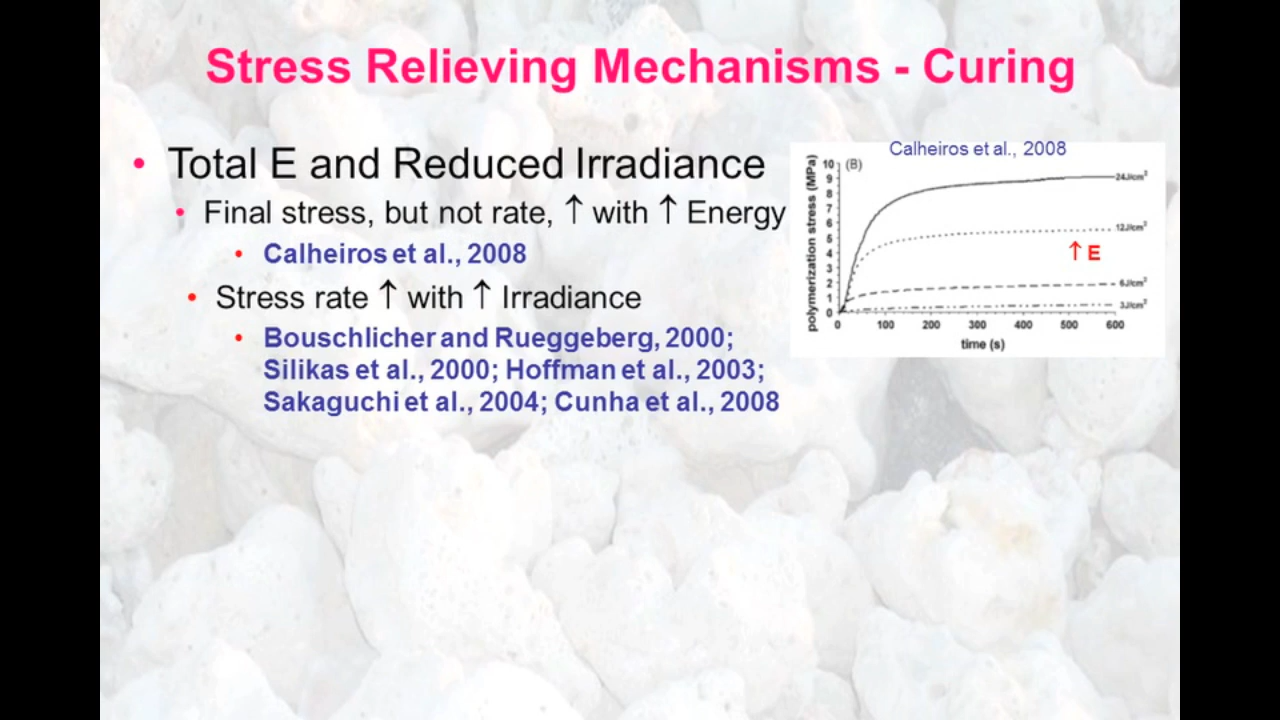 Stress Relieving Mechanisms - Curing
• Total E and Reduced Irradiance
• Final stress, but not rate, ↑ with ↑ Energy
• Calheiros et al., 2008
• Stress rate ↑ with ↑ Irradiance
• Bouschlicher and Rueggeberg, 2000;
Silikas et al., 2000; Hoffman et al., 2003;
Sakaguchi et al., 2004; Cunha et al., 2008
Calheiros et al., 2008
(B)
polymerization stress (MPa)
10
9
8
7
6
5
4
3
2
1
0
24J/cm²
12J/cm²
↑ E
6J/cm²
3J/cm²
0 100 200 300 400 500 600
time (s)